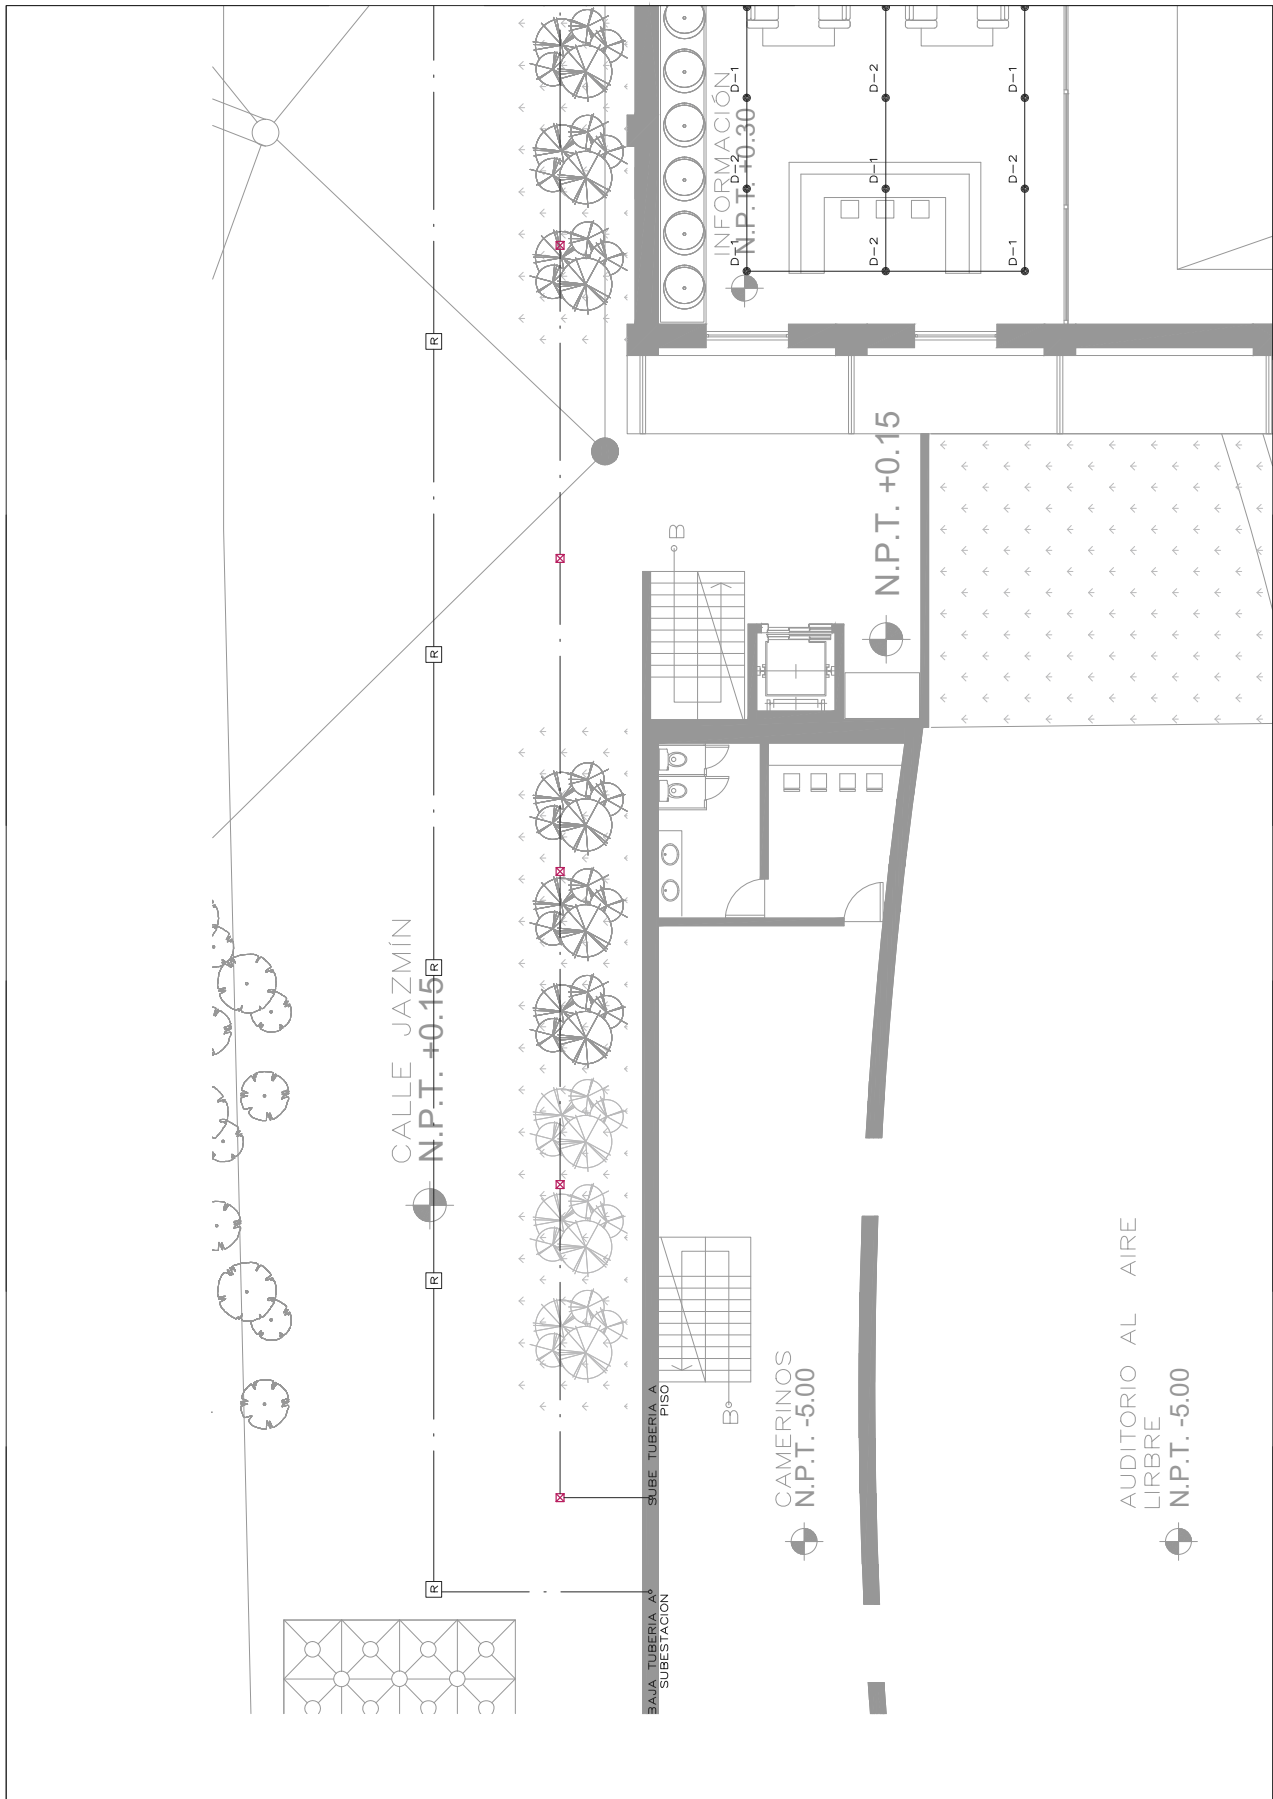 INFORMACIÓN
N.P.T. +0.30
D-1
D-2
D-1
D-2
D-1
D-2
D-1
D-2
D-1
R
R
R
R
R
N.P.T. +0.15
B
CALLE JAZMÍN
N.P.T. +0.15
B
SUBE TUBERIA A
PISO
BAJA TUBERIA A
SUBESTACION
CAMERINOS
N.P.T. -5.00
AUDITORIO AL AIRE
LIRBRE
N.P.T. -5.00